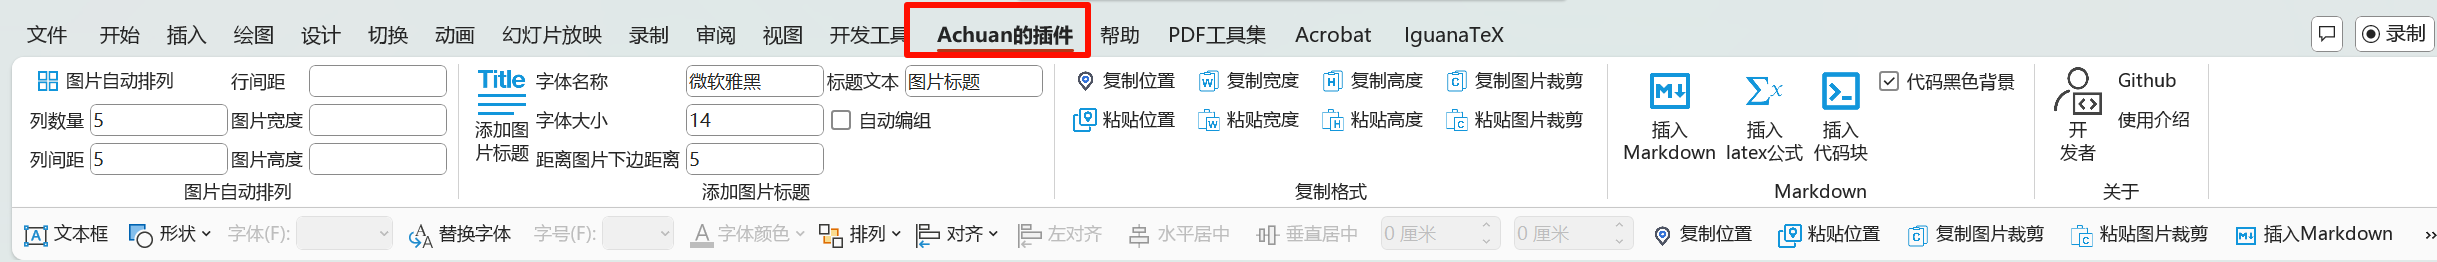 文件 开始 插入 绘图 设计 切换 动画 幻灯片放映 录制 审阅 视图 开发工具 Achuan的插件 帮助 PDF工具集 Acrobat IguanaTeX 录制
图片自动排列 行间距
列数量 5 图片宽度
列间距 5 图片高度
图片自动排列
Title
添加图
片标题
字体名称 微软雅黑 标题文本 图片标题
字体大小 14 自动编组
距离图片下边距离 5
添加图片标题
复制位置 复制宽度 复制高度 复制图片裁剪
粘贴位置 粘贴宽度 粘贴高度 粘贴图片裁剪
复制格式
插入
Markdown
插入
latex公式
插入
代码块
代码黑色背景
Markdown
开
发者
Github
使用介绍
关于
文本框 形状 字体(F): 替换字体 字号(F): 字体颜色 排列 对齐 左对齐 水平居中 垂直居中 0 厘米 0 厘米 复制位置 粘贴位置 复制图片裁剪 粘贴图片裁剪 插入Markdown